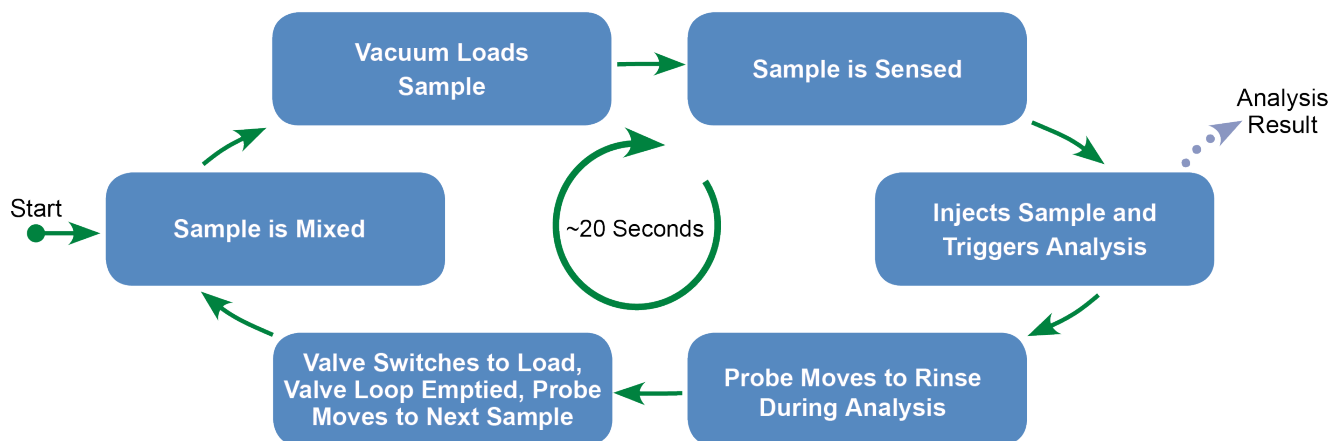 Start
Sample is Mixed
Vacuum Loads
Sample
Sample is Sensed
Injects Sample and
Triggers Analysis
Analysis
Result
Probe Moves to Rinse
During Analysis
Valve Switches to Load,
Valve Loop Emptied, Probe
Moves to Next Sample
~20 Seconds